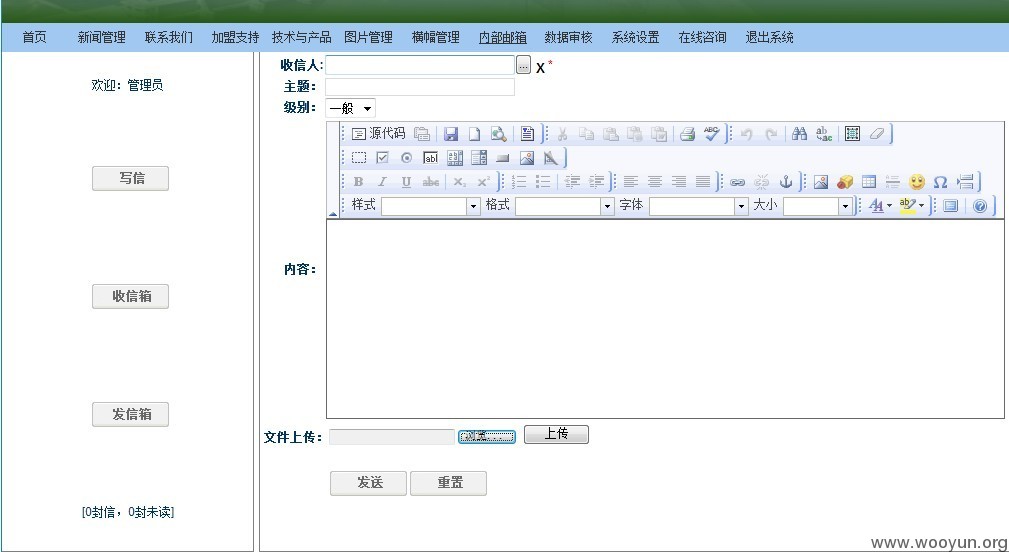 首页 新闻管理 联系我们 加盟支持 技术与产品 图片管理 横幅管理 内部邮箱 数据审核 系统设置 在线咨询 退出系统
欢迎：管理员
写信
收信箱
发信箱
[0封信，0封未读]
收信人: ... X *
主题：
级别： 一般
源代码
B I U abc x₂ x²
样式 格式 字体 大小
内容：
文件上传： 浏览... 上传
发送 重置
www.wooyun.org